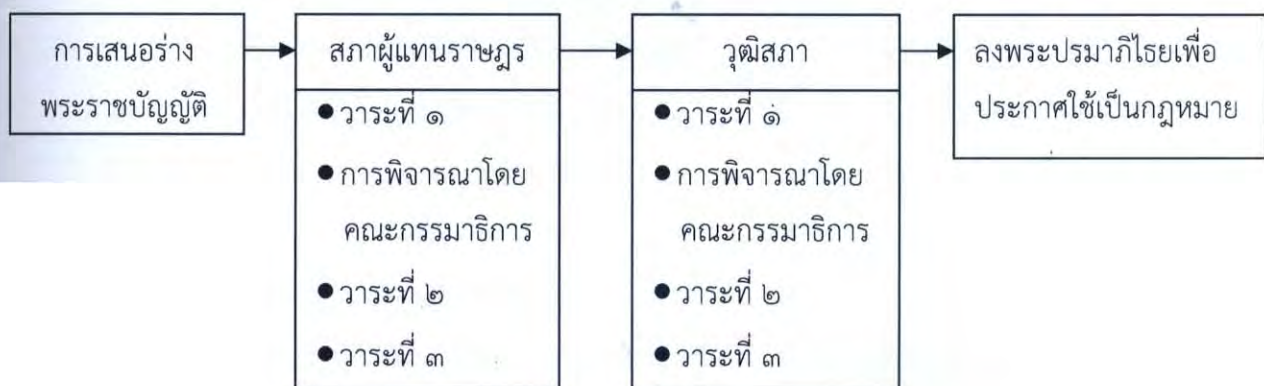 การเสนอร่าง
พระราชบัญญัติ
สภาผู้แทนราษฎร
● วาระที่ ๑
● การพิจารณาโดย
คณะกรรมาธิการ
● วาระที่ ๒
● วาระที่ ๓
วุฒิสภา
● วาระที่ ๑
● การพิจารณาโดย
คณะกรรมาธิการ
● วาระที่ ๒
● วาระที่ ๓
ลงพระปรมาภิไธยเพื่อ
ประกาศใช้เป็นกฎหมาย